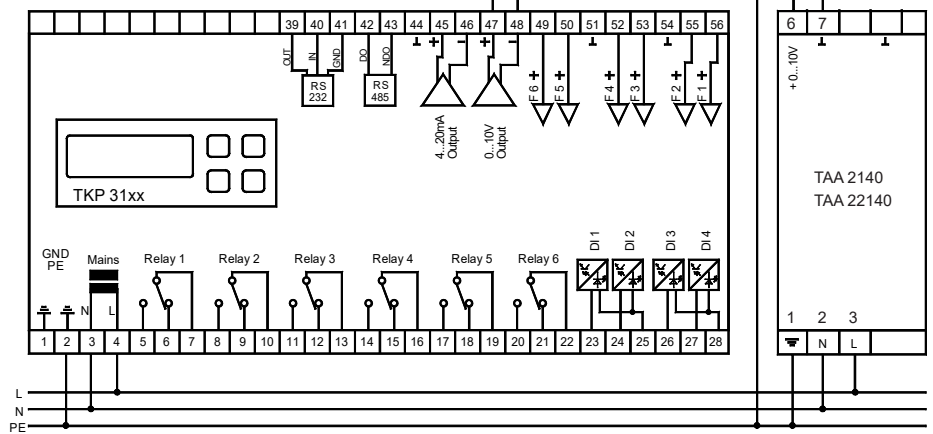 39 40 41 42 43 44 45 46 47 48 49 50 51 52 53 54 55 56
6 7
OUT
IN
GND
DO
NDO
+ - + -
RS
232
RS
485
F 6 +
F 5 +
F 4 +
F 3 +
F 2 +
F 1 +
+ 0...10V
4...20mA
Output
0...10V
Output
TKP 31xx
TAA 2140
TAA 22140
GND
PE
Mains
Relay 1
Relay 2
Relay 3
Relay 4
Relay 5
Relay 6
DI 1
DI 2
DI 3
DI 4
N L
1 2 3 4 5 6 7 8 9 10 11 12 13 14 15 16 17 18 19 20 21 22 23 24 25 26 27 28
1 2 3
N L
L
N
PE